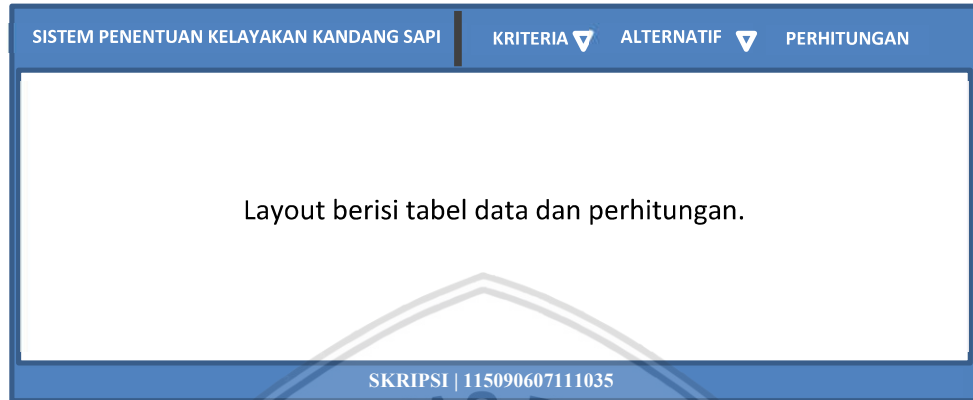 SISTEM PENENTUAN KELAYAKAN KANDANG SAPI KRITERIA ALTERNATIF PERHITUNGAN
Layout berisi tabel data dan perhitungan.
SKRIPSI | 115090607111035